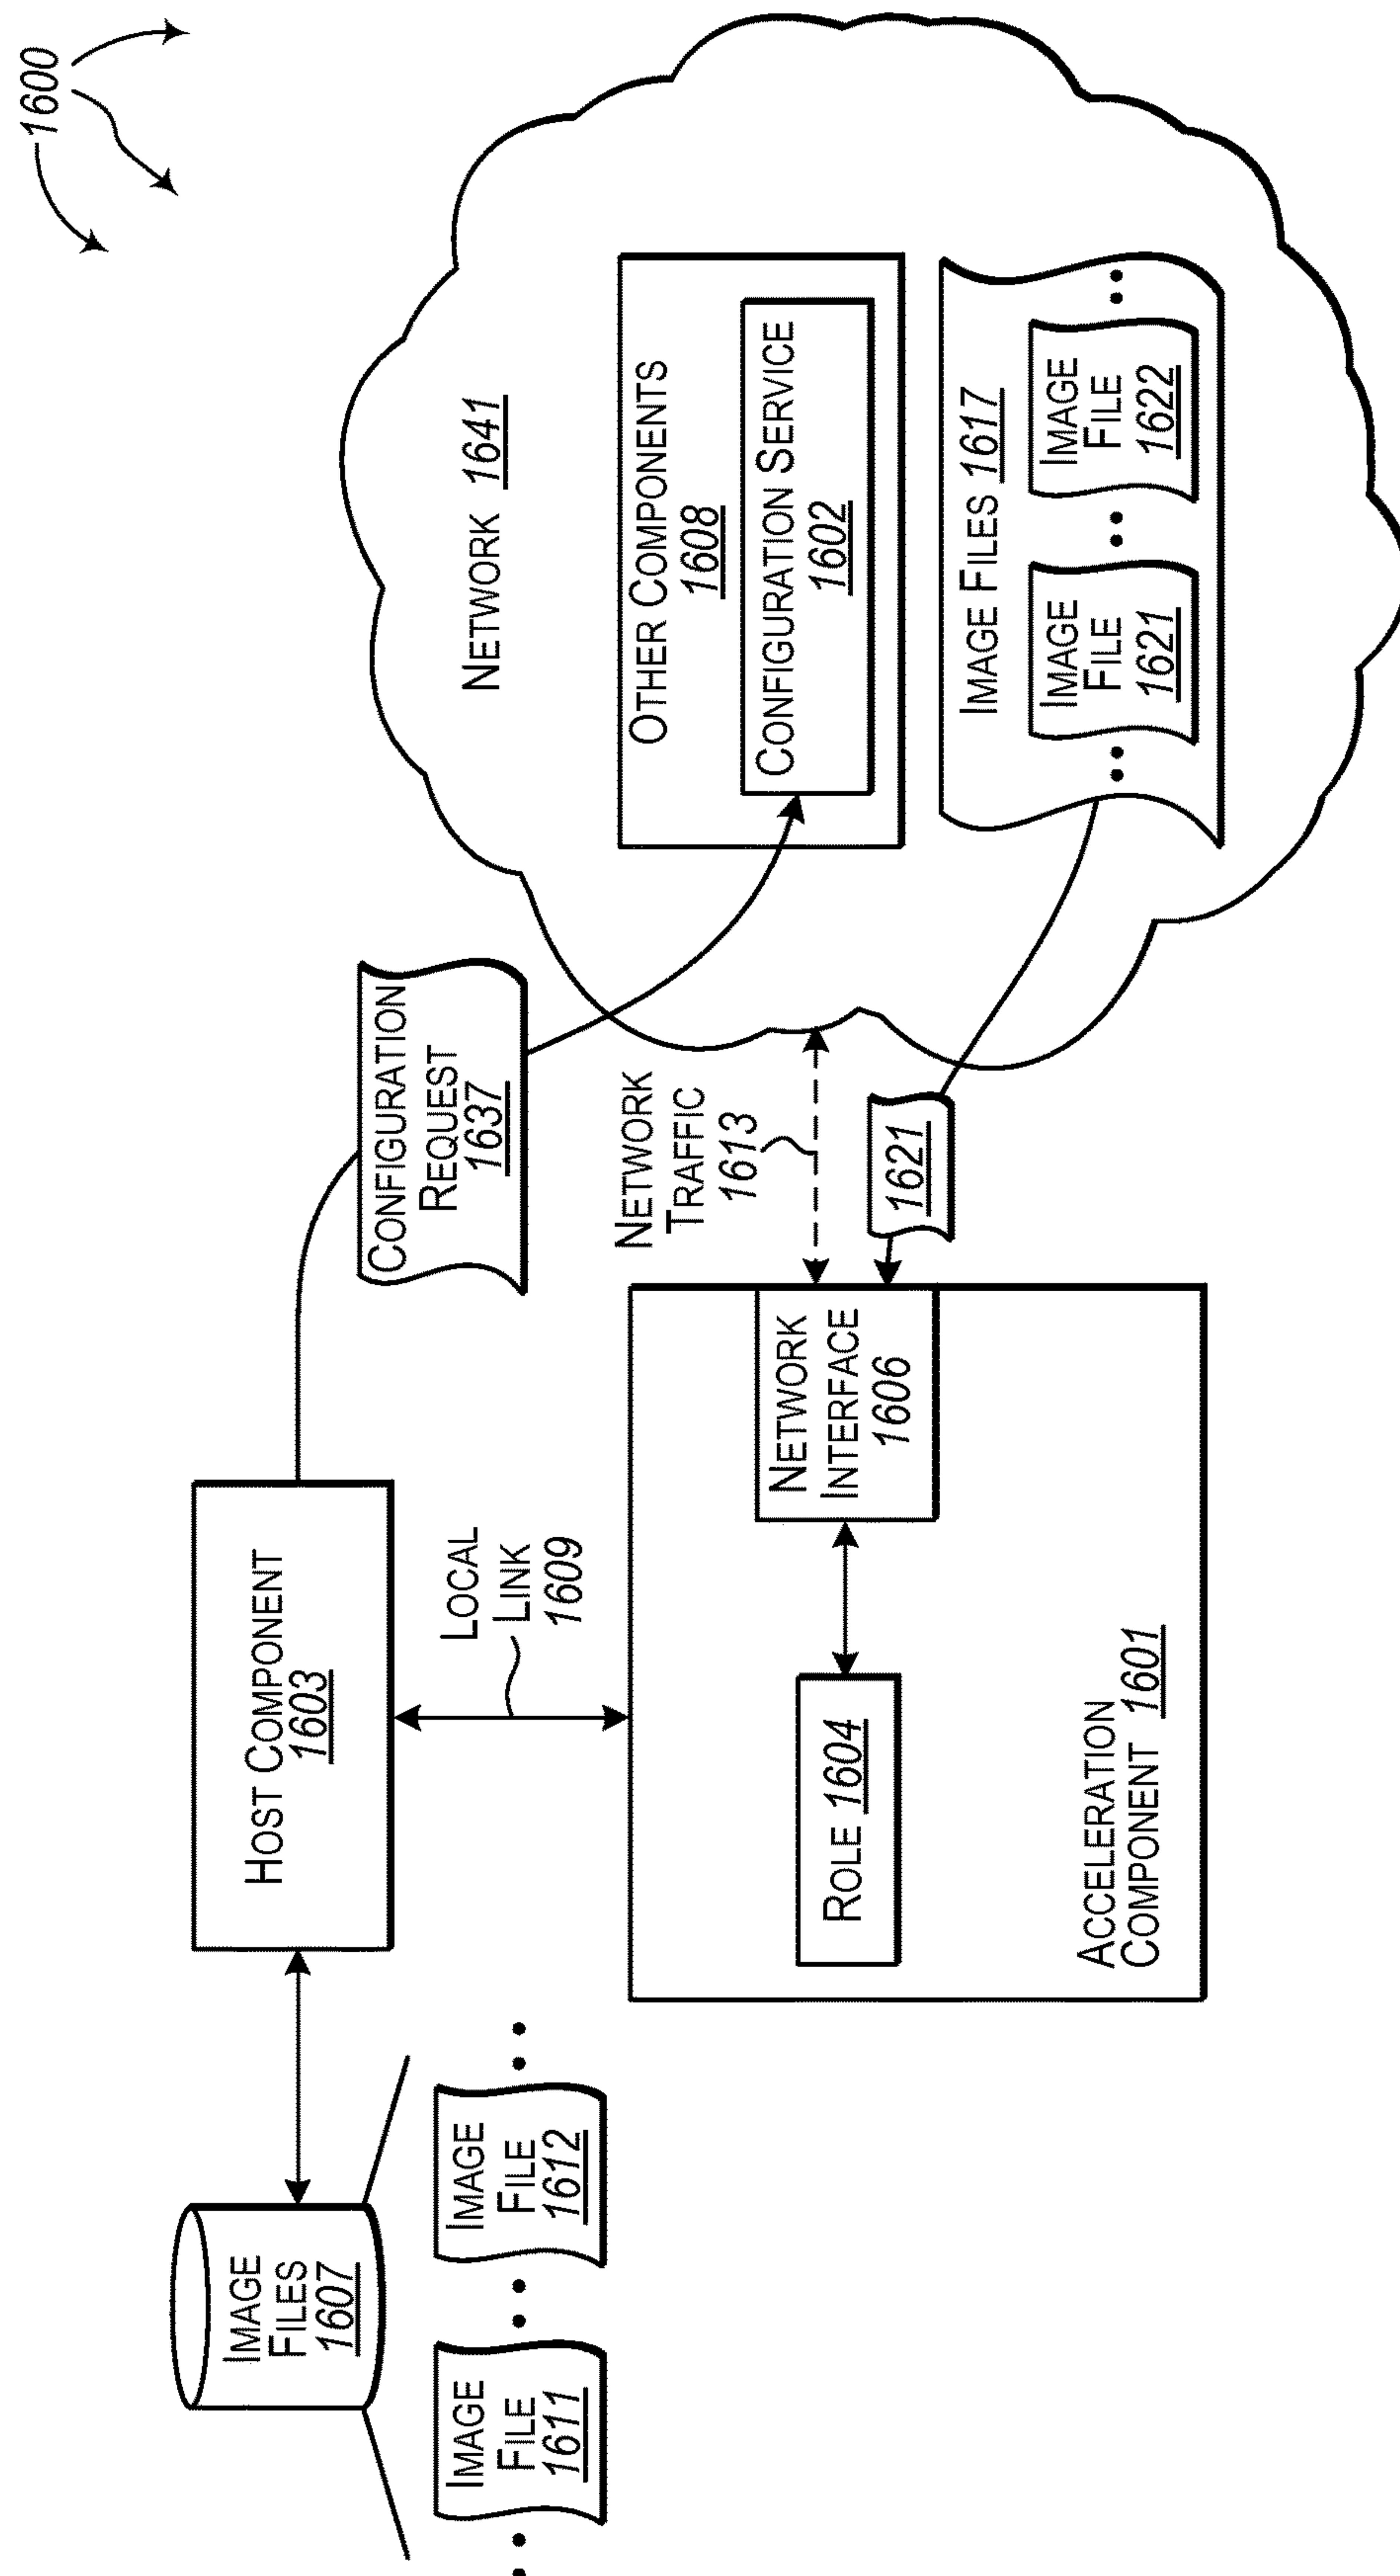 1600
IMAGE
FILES
1607
IMAGE
FILE
1611
IMAGE
FILE
1612
HOST COMPONENT
1603
LOCAL
LINK
1609
CONFIGURATION
REQUEST
1637
NETWORK 1641
OTHER COMPONENTS
1608
CONFIGURATION SERVICE
1602
NETWORK
TRAFFIC
1613
ROLE 1604
NETWORK
INTERFACE
1606
1621
IMAGE FILES 1617
IMAGE
FILE
1621
IMAGE
FILE
1622
ACCELERATION
COMPONENT 1601